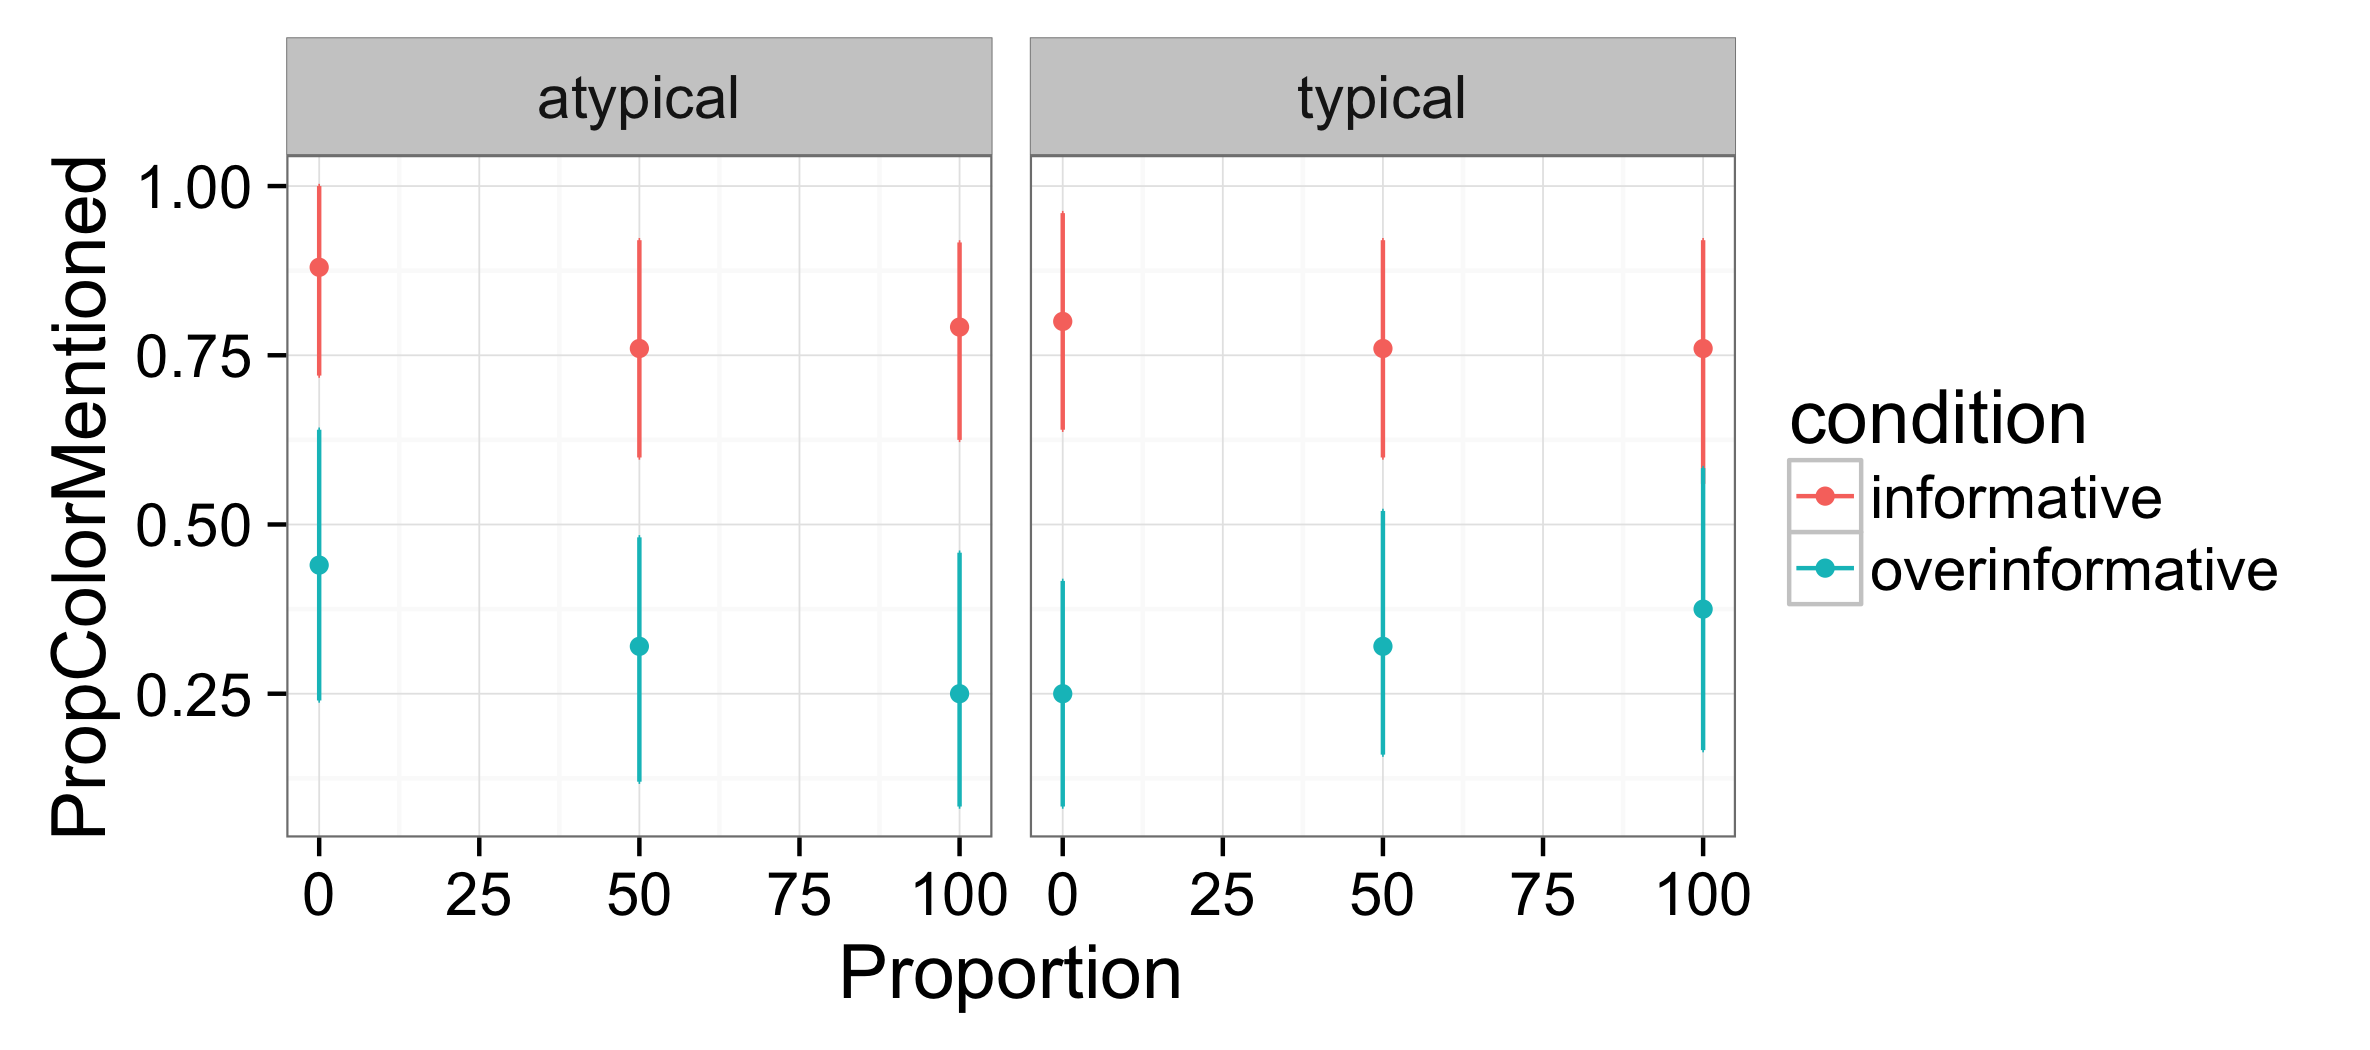 atypical
typical
PropColorMentioned
1.00
0.75
0.50
0.25
0 25 50 75 100 0 25 50 75 100
Proportion
condition
informative
overinformative